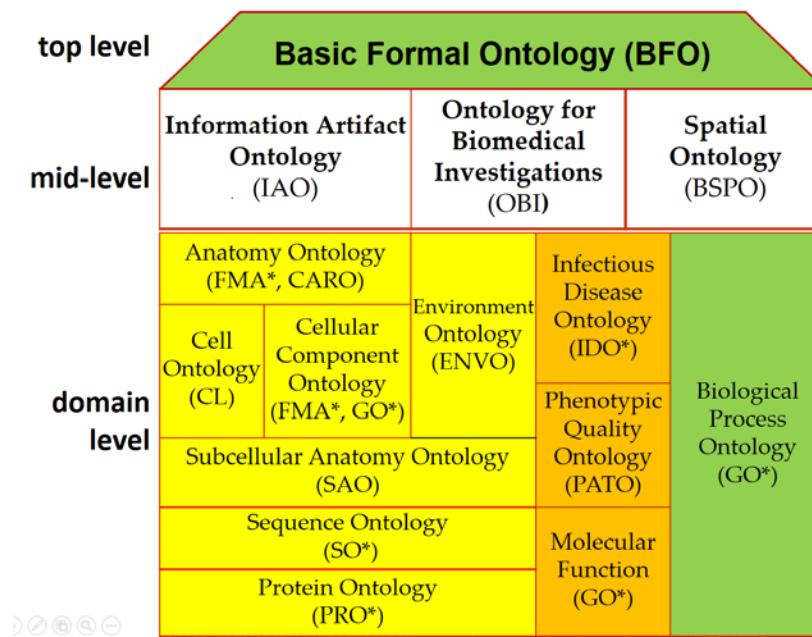 top level
Basic Formal Ontology (BFO)
mid-level
Information Artifact
Ontology
(IAO)
Ontology for
Biomedical
Investigations
(OBI)
Spatial
Ontology
(BSPO)
domain
level
Anatomy Ontology
(FMA*, CARO)
Cell
Ontology
(CL)
Cellular
Component
Ontology
(FMA*, GO*)
Environment
Ontology
(ENVO)
Subcellular Anatomy Ontology
(SAO)
Sequence Ontology
(SO*)
Protein Ontology
(PRO*)
Infectious
Disease
Ontology
(IDO*)
Phenotypic
Quality
Ontology
(PATO)
Molecular
Function
(GO*)
Biological
Process
Ontology
(GO*)